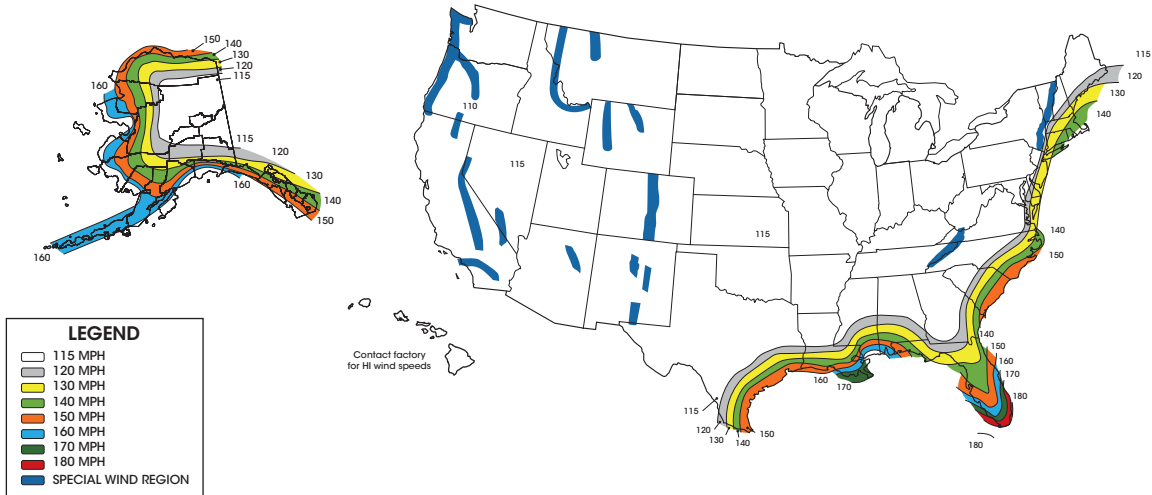 150
140
130
120
115
160
115
120
160
130
140
150
160
115
120
130
140
110
115
115
140
150
140
150
160
170
180
160
170
115
120
130
140
150
180
Contact factory
for HI wind speeds
LEGEND
115 MPH
120 MPH
130 MPH
140 MPH
150 MPH
160 MPH
170 MPH
180 MPH
SPECIAL WIND REGION